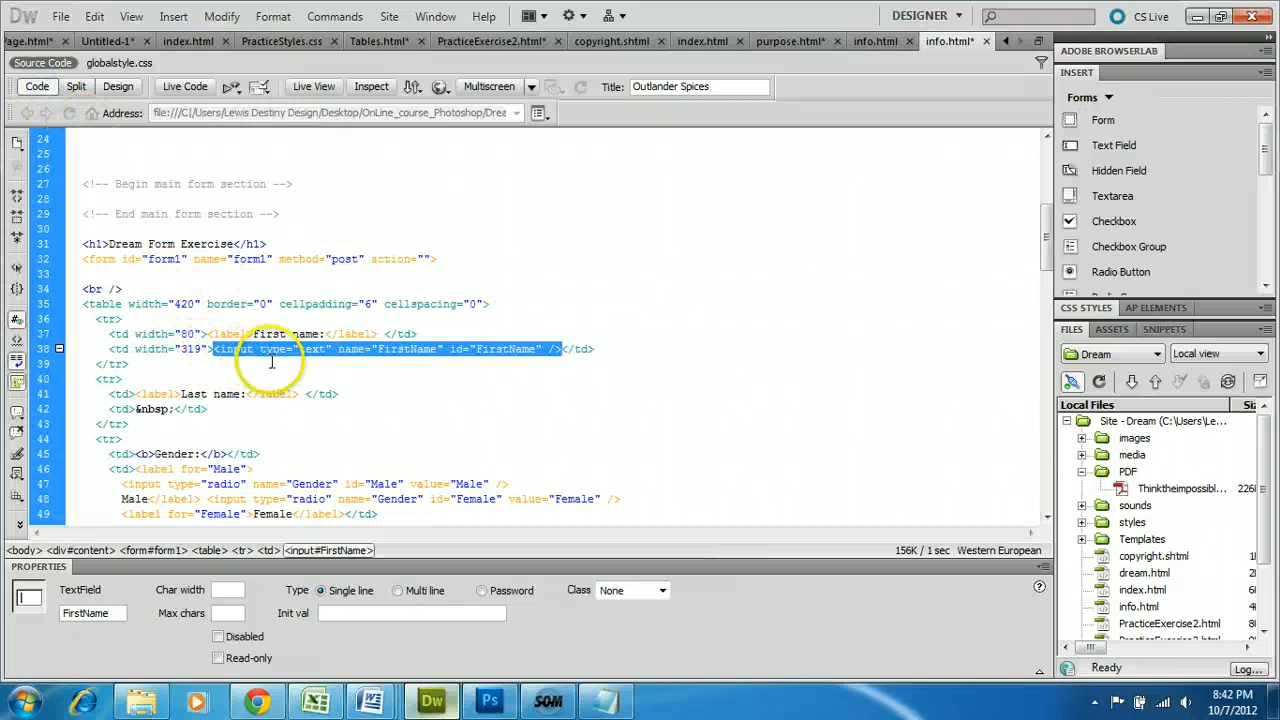 Dw File Edit View Insert Modify Format Commands Site Window Help DESIGNER CS Live
Page.html* Untitled-1* index.html PracticeStyles.css Tables.html* PracticeExercise2.html* copyright.shtml index.html purpose.html* info.html info.html*
Source Code globalstyle.css
Code Split Design Live Code Live View Inspect Multiscreen Title: Outlander Spices
Address: file:///C|/Users/Lewis Destiny Design/Desktop/OnLine_course_Photoshop/Drea
24
25
26
27 <!-- Begin main form section -->
28
29 <!-- End main form section -->
30
31 <h1>Dream Form Exercise</h1>
32 <form id="form1" name="form1" method="post" action="">
33
34 <br />
35 <table width="420" border="0" cellpadding="6" cellspacing="0">
36 <tr>
37 <td width="80"><label>First name:</label> </td>
38 <td width="319"><input type="text" name="FirstName" id="FirstName" /></td>
39 </tr>
40 <tr>
41 <td><label>Last name:</label> </td>
42 <td>&nbsp;</td>
43 </tr>
44 <tr>
45 <td><b>Gender:</b></td>
46 <td><label for="Male">
47 <input type="radio" name="Gender" id="Male" value="Male" />
48 Male</label> <input type="radio" name="Gender" id="Female" value="Female" />
49 <label for="Female">Female</label></td>
<body> <div#content> <form#form1> <table> <tr> <td> <input#FirstName> 156K / 1 sec Western European
PROPERTIES
TextField Char width Type Single line Multi line Password Class None
FirstName Max chars Init val
Disabled
Read-only
ADOBE BROWSERLAB
INSERT
Forms
Form
Text Field
Hidden Field
Textarea
Checkbox
Checkbox Group
Radio Button
CSS STYLES AP ELEMENTS
FILES ASSETS SNIPPETS
Dream Local view
Local Files Siz
Site - Dream (C:\Users\Le...
images
media
PDF
Thinktheimpossibl... 226K
sounds
styles
Templates
copyright.shtml 1K
dream.html 2K
index.html 6K
info.html 4K
PracticeExercise2.html 8K
Ready Log...
Dw Ps SOM
8:42 PM
10/7/2012